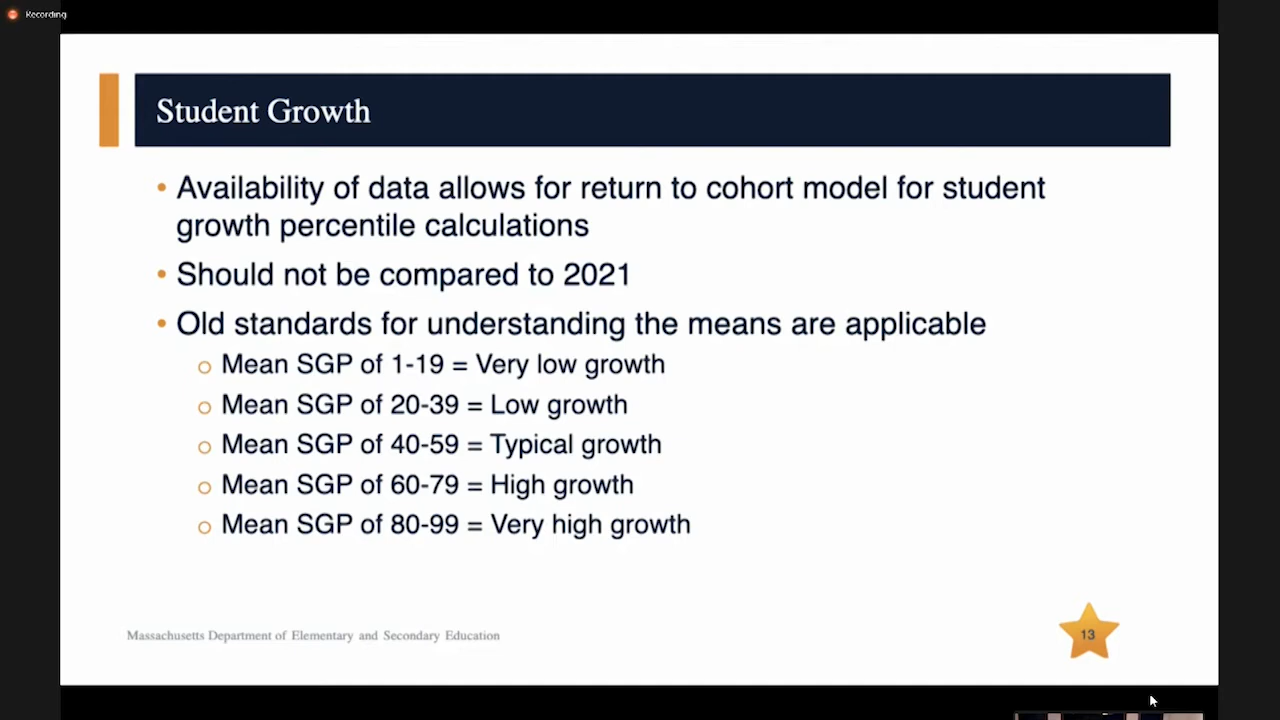 Recording
Student Growth
• Availability of data allows for return to cohort model for student
growth percentile calculations
• Should not be compared to 2021
• Old standards for understanding the means are applicable
o Mean SGP of 1-19 = Very low growth
o Mean SGP of 20-39 = Low growth
o Mean SGP of 40-59 = Typical growth
o Mean SGP of 60-79 = High growth
o Mean SGP of 80-99 = Very high growth
Massachusetts Department of Elementary and Secondary Education
13